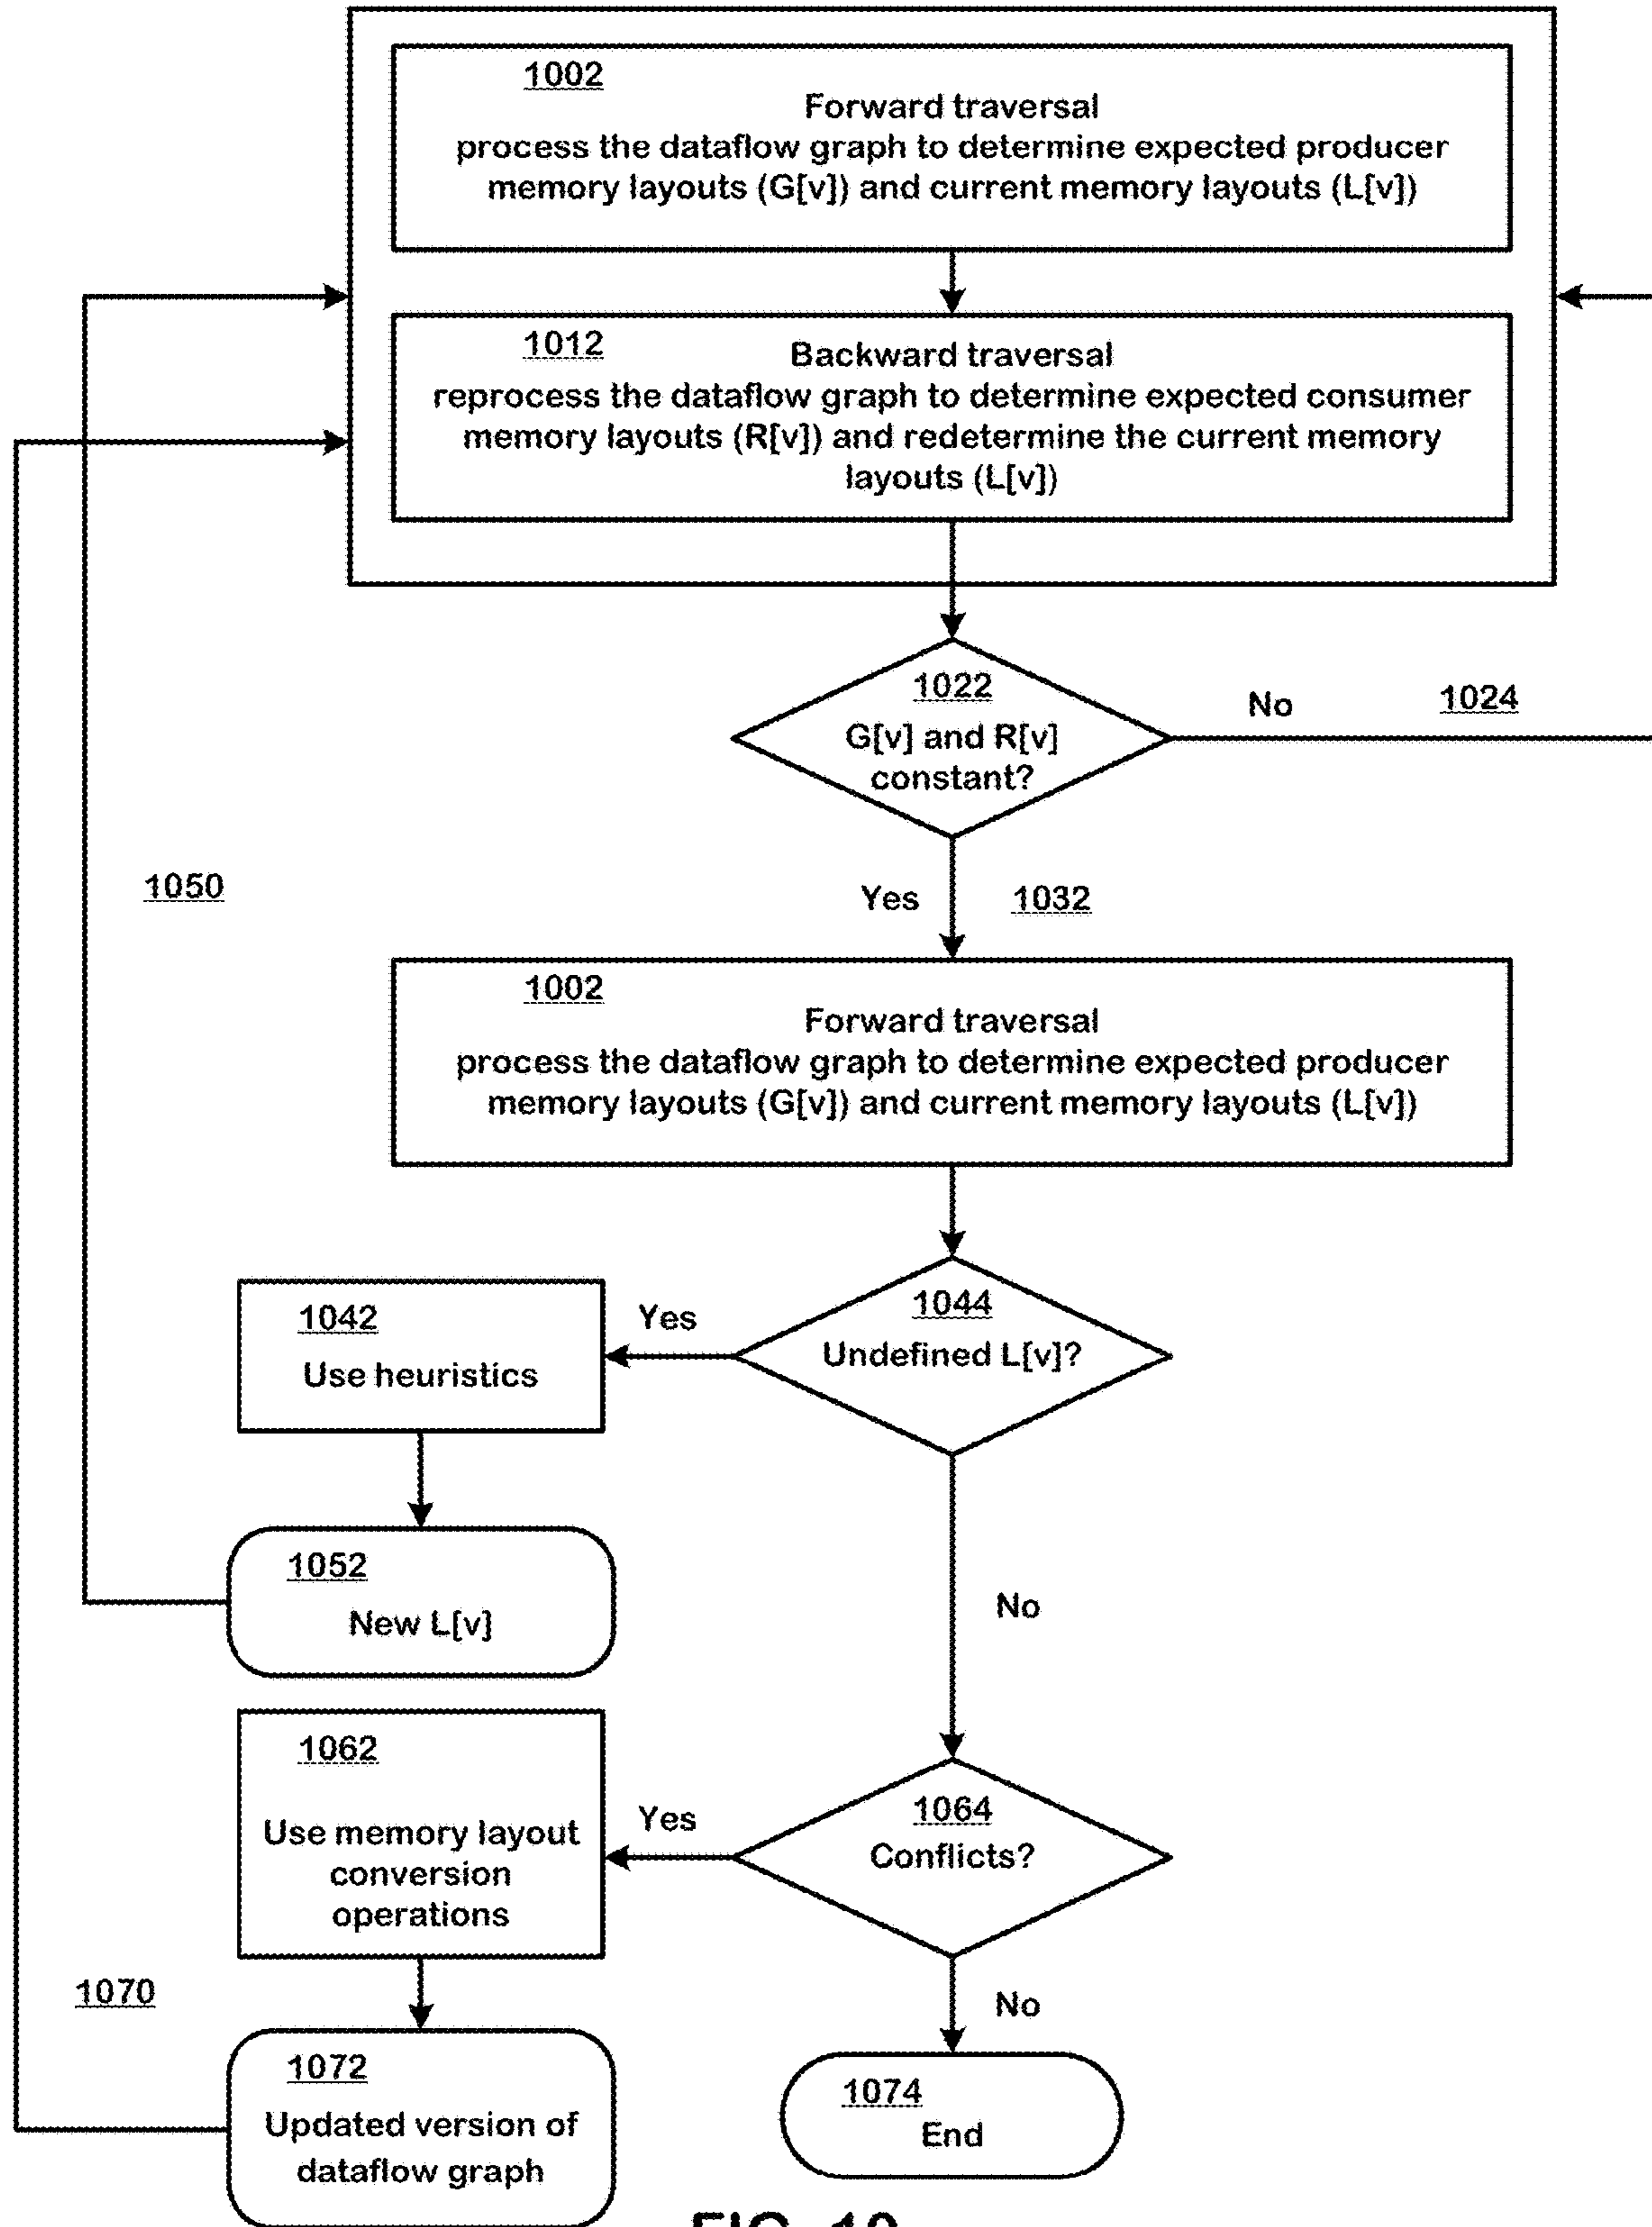 1002
Forward traversal
process the dataflow graph to determine expected producer
memory layouts (G[v]) and current memory layouts (L[v])
1012
Backward traversal
reprocess the dataflow graph to determine expected consumer
memory layouts (R[v]) and redetermine the current memory
layouts (L[v])
1022
G[v] and R[v]
constant?
No
1024
1050
Yes
1032
1002
Forward traversal
process the dataflow graph to determine expected producer
memory layouts (G[v]) and current memory layouts (L[v])
1042
Use heuristics
Yes
1044
Undefined L[v]?
1052
New L[v]
No
1062
Use memory layout
conversion
operations
Yes
1064
Conflicts?
1070
No
1072
Updated version of
dataflow graph
1074
End